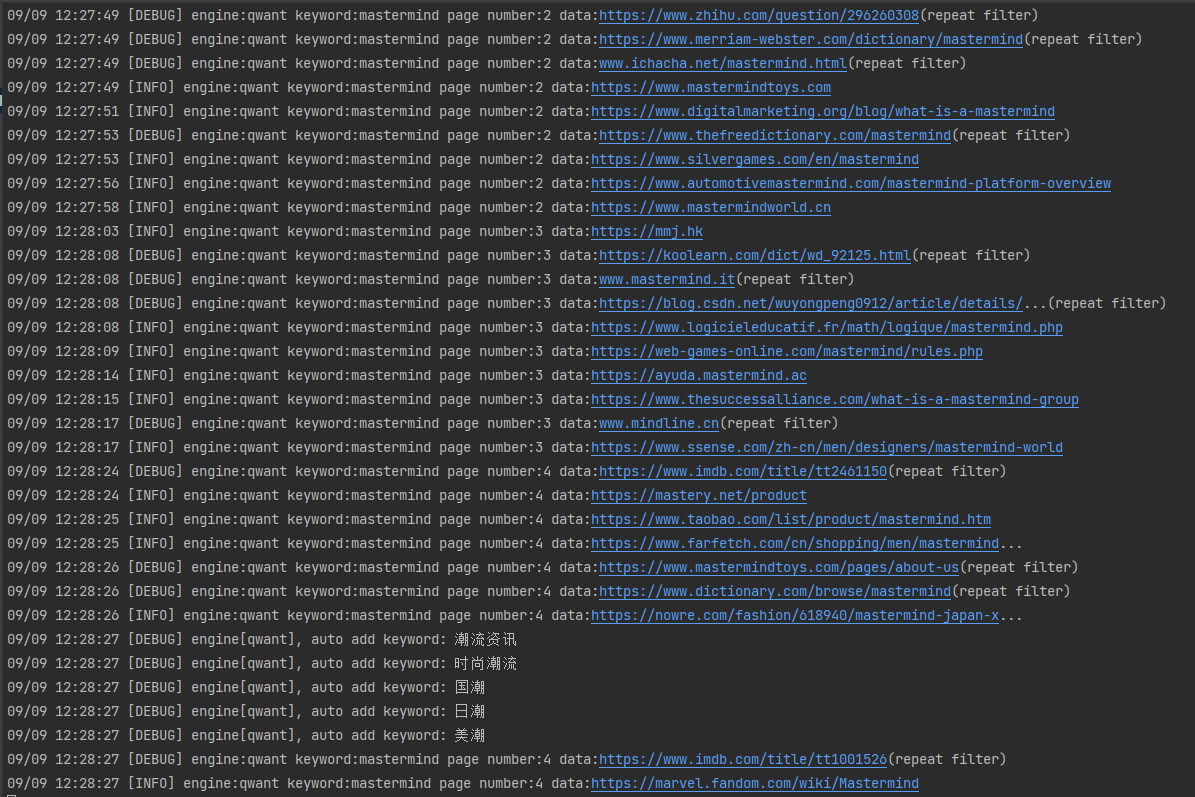 09/09 12:27:49 [DEBUG] engine:qwant keyword:mastermind page number:2 data:https://www.zhihu.com/question/296260308(repeat filter)
09/09 12:27:49 [DEBUG] engine:qwant keyword:mastermind page number:2 data:https://www.merriam-webster.com/dictionary/mastermind(repeat filter)
09/09 12:27:49 [DEBUG] engine:qwant keyword:mastermind page number:2 data:www.ichacha.net/mastermind.html(repeat filter)
09/09 12:27:49 [INFO] engine:qwant keyword:mastermind page number:2 data:https://www.mastermindtoys.com
09/09 12:27:51 [INFO] engine:qwant keyword:mastermind page number:2 data:https://www.digitalmarketing.org/blog/what-is-a-mastermind
09/09 12:27:53 [DEBUG] engine:qwant keyword:mastermind page number:2 data:https://www.thefreedictionary.com/mastermind(repeat filter)
09/09 12:27:53 [INFO] engine:qwant keyword:mastermind page number:2 data:https://www.silvergames.com/en/mastermind
09/09 12:27:56 [INFO] engine:qwant keyword:mastermind page number:2 data:https://www.automotivemastermind.com/mastermind-platform-overview
09/09 12:27:58 [INFO] engine:qwant keyword:mastermind page number:2 data:https://www.mastermindworld.cn
09/09 12:28:03 [INFO] engine:qwant keyword:mastermind page number:3 data:https://mmj.hk
09/09 12:28:08 [DEBUG] engine:qwant keyword:mastermind page number:3 data:https://koolearn.com/dict/wd_92125.html(repeat filter)
09/09 12:28:08 [DEBUG] engine:qwant keyword:mastermind page number:3 data:www.mastermind.it(repeat filter)
09/09 12:28:08 [DEBUG] engine:qwant keyword:mastermind page number:3 data:https://blog.csdn.net/wuyongpeng0912/article/details/...(repeat filter)
09/09 12:28:08 [INFO] engine:qwant keyword:mastermind page number:3 data:https://www.logicieleducatif.fr/math/logique/mastermind.php
09/09 12:28:09 [INFO] engine:qwant keyword:mastermind page number:3 data:https://web-games-online.com/mastermind/rules.php
09/09 12:28:14 [INFO] engine:qwant keyword:mastermind page number:3 data:https://ayuda.mastermind.ac
09/09 12:28:15 [INFO] engine:qwant keyword:mastermind page number:3 data:https://www.thesuccessalliance.com/what-is-a-mastermind-group
09/09 12:28:17 [DEBUG] engine:qwant keyword:mastermind page number:3 data:www.mindline.cn(repeat filter)
09/09 12:28:17 [INFO] engine:qwant keyword:mastermind page number:3 data:https://www.ssense.com/zh-cn/men/designers/mastermind-world
09/09 12:28:24 [DEBUG] engine:qwant keyword:mastermind page number:4 data:https://www.imdb.com/title/tt2461150(repeat filter)
09/09 12:28:24 [INFO] engine:qwant keyword:mastermind page number:4 data:https://mastery.net/product
09/09 12:28:25 [INFO] engine:qwant keyword:mastermind page number:4 data:https://www.taobao.com/list/product/mastermind.htm
09/09 12:28:25 [INFO] engine:qwant keyword:mastermind page number:4 data:https://www.farfetch.com/cn/shopping/men/mastermind...
09/09 12:28:26 [DEBUG] engine:qwant keyword:mastermind page number:4 data:https://www.mastermindtoys.com/pages/about-us(repeat filter)
09/09 12:28:26 [DEBUG] engine:qwant keyword:mastermind page number:4 data:https://www.dictionary.com/browse/mastermind(repeat filter)
09/09 12:28:26 [INFO] engine:qwant keyword:mastermind page number:4 data:https://nowre.com/fashion/618940/mastermind-japan-x...
09/09 12:28:27 [DEBUG] engine[qwant], auto add keyword: 潮流资讯
09/09 12:28:27 [DEBUG] engine[qwant], auto add keyword: 时尚潮流
09/09 12:28:27 [DEBUG] engine[qwant], auto add keyword: 国潮
09/09 12:28:27 [DEBUG] engine[qwant], auto add keyword: 日潮
09/09 12:28:27 [DEBUG] engine[qwant], auto add keyword: 美潮
09/09 12:28:27 [DEBUG] engine:qwant keyword:mastermind page number:4 data:https://www.imdb.com/title/tt1001526(repeat filter)
09/09 12:28:27 [INFO] engine:qwant keyword:mastermind page number:4 data:https://marvel.fandom.com/wiki/Mastermind